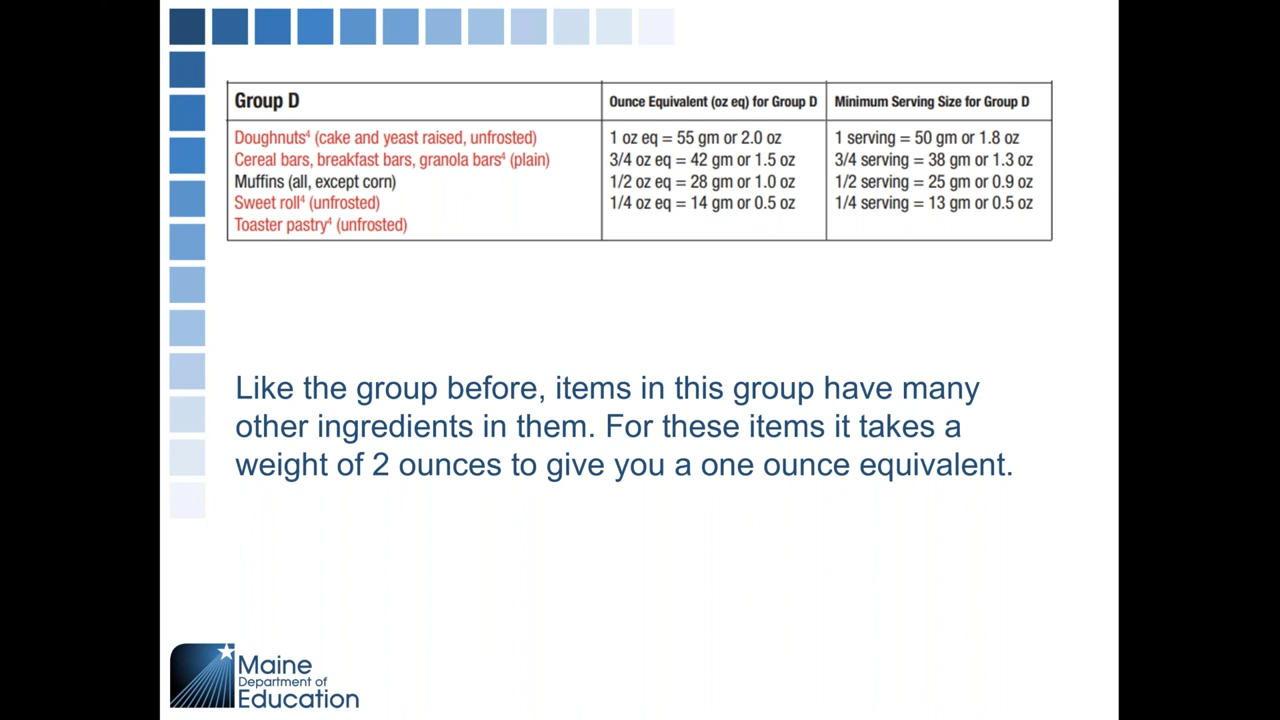 Group D Ounce Equivalent (oz eq) for Group D Minimum Serving Size for Group D
Doughnuts⁴ (cake and yeast raised, unfrosted) 1 oz eq = 55 gm or 2.0 oz 1 serving = 50 gm or 1.8 oz
Cereal bars, breakfast bars, granola bars⁴ (plain) 3/4 oz eq = 42 gm or 1.5 oz 3/4 serving = 38 gm or 1.3 oz
Muffins (all, except corn) 1/2 oz eq = 28 gm or 1.0 oz 1/2 serving = 25 gm or 0.9 oz
Sweet roll⁴ (unfrosted) 1/4 oz eq = 14 gm or 0.5 oz 1/4 serving = 13 gm or 0.5 oz
Toaster pastry⁴ (unfrosted)
Like the group before, items in this group have many
other ingredients in them. For these items it takes a
weight of 2 ounces to give you a one ounce equivalent.
Maine
Department of
Education